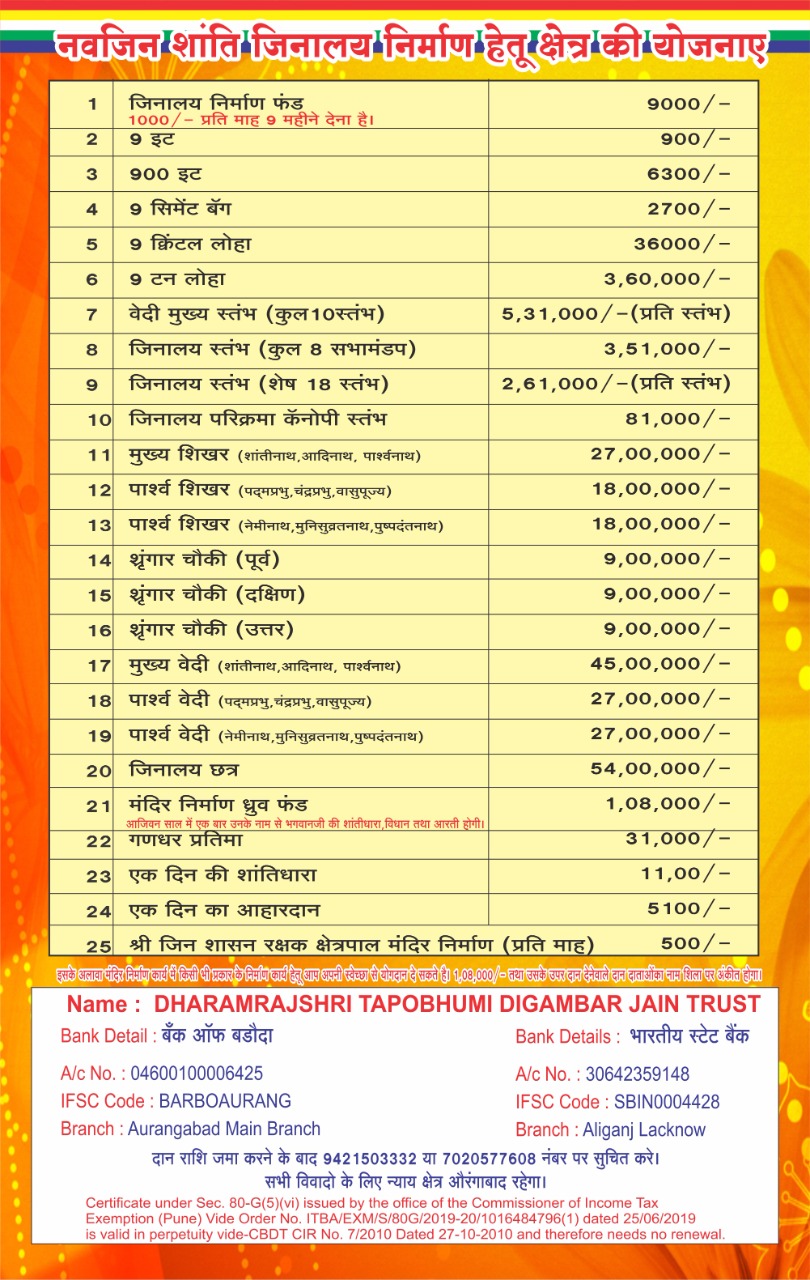 नवजिन शांति जिनालय निर्माण हेतू क्षेत्र की योजनाए
1 जिनालय निर्माण फंड 9000/-
1000/- प्रति माह 9 महीने देना है।
2 9 इट 900/-
3 900 इट 6300/-
4 9 सिमेंट बॅग 2700/-
5 9 क्विंटल लोहा 36000/-
6 9 टन लोहा 3,60,000/-
7 वेदी मुख्य स्तंभ (कुल10स्तंभ) 5,31,000/-(प्रति स्तंभ)
8 जिनालय स्तंभ (कुल 8 सभामंडप) 3,51,000/-
9 जिनालय स्तंभ (शेष 18 स्तंभ) 2,61,000/-(प्रति स्तंभ)
10 जिनालय परिक्रमा कॅनोपी स्तंभ 81,000/-
11 मुख्य शिखर (शांतीनाथ,आदिनाथ, पार्श्वनाथ) 27,00,000/-
12 पार्श्व शिखर (पद्मप्रभु,चंद्रप्रभु,वासुपूज्य) 18,00,000/-
13 पार्श्व शिखर (नेमीनाथ,मुनिसुव्रतनाथ,पुष्पदंतनाथ) 18,00,000/-
14 श्रृंगार चौकी (पूर्व) 9,00,000/-
15 श्रृंगार चौकी (दक्षिण) 9,00,000/-
16 श्रृंगार चौकी (उत्तर) 9,00,000/-
17 मुख्य वेदी (शांतीनाथ,आदिनाथ, पार्श्वनाथ) 45,00,000/-
18 पार्श्व वेदी (पद्मप्रभु,चंद्रप्रभु,वासुपूज्य) 27,00,000/-
19 पार्श्व वेदी (नेमीनाथ,मुनिसुव्रतनाथ,पुष्पदंतनाथ) 27,00,000/-
20 जिनालय छत्र 54,00,000/-
21 मंदिर निर्माण ध्रुव फंड 1,08,000/-
आजिवन साल में एक बार उनके नाम से भगवानजी की शांतीधारा,विधान तथा आरती होगी।
22 गणधर प्रतिमा 31,000/-
23 एक दिन की शांतिधारा 11,00/-
24 एक दिन का आहारदान 5100/-
25 श्री जिन शासन रक्षक क्षेत्रपाल मंदिर निर्माण (प्रति माह) 500/-
इसके अलावा मंदिर निर्माण कार्य में किसी भी प्रकार के निर्माण कार्य हेतू आप अपनी स्वेच्छा से योगदान दे सकते है। 1,08,000/- तथा उसके उपर दान देनेवाले दान दाताओंका नाम शिला पर अंकीत होगा।
Name : DHARAMRAJSHRI TAPOBHUMI DIGAMBAR JAIN TRUST
Bank Detail : बँक ऑफ बडौदा
A/c No. : 04600100006425
IFSC Code : BARBOAURANG
Branch : Aurangabad Main Branch
Bank Details : भारतीय स्टेट बैंक
A/c No. : 30642359148
IFSC Code : SBIN0004428
Branch : Aliganj Lacknow
दान राशि जमा करने के बाद 9421503332 या 7020577608 नंबर पर सुचित करे।
सभी विवादो के लिए न्याय क्षेत्र औरंगाबाद रहेगा।
Certificate under Sec. 80-G(5)(vi) issued by the office of the Commissioner of Income Tax
Exemption (Pune) Vide Order No. ITBA/EXM/S/80G/2019-20/1016484796(1) dated 25/06/2019
is valid in perpetuity vide-CBDT CIR No. 7/2010 Dated 27-10-2010 and therefore needs no renewal.